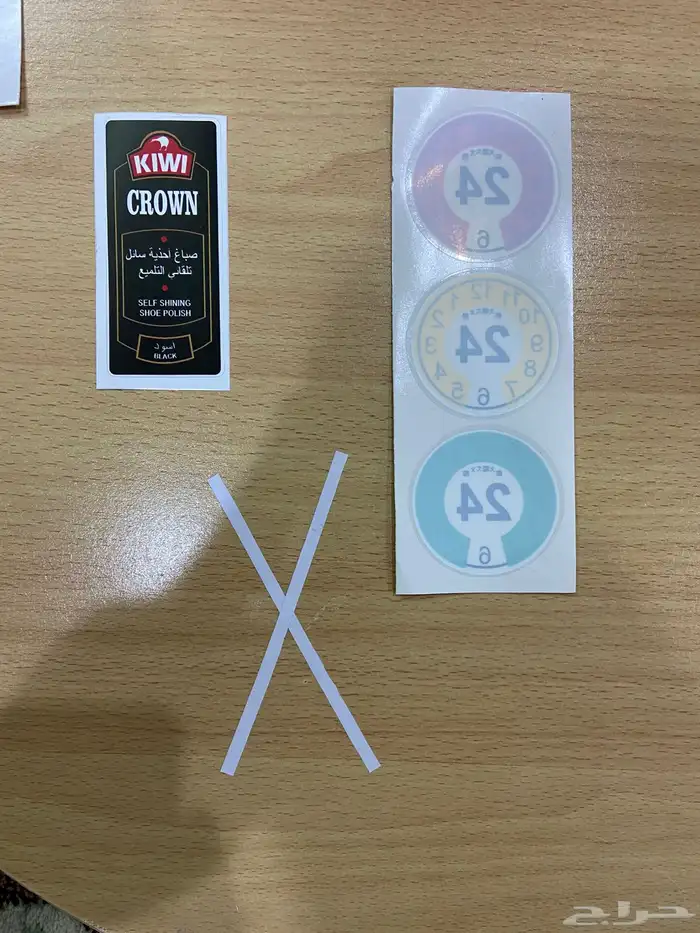 KIWI
CROWN
صباغ أحذية سائل
تلقائي التلميع
SELF SHINING
SHOE POLISH
اسود
BLACK
24
6
12
11
10
9
8
7
6
5
4
3
2
1
24
24
6
حراج